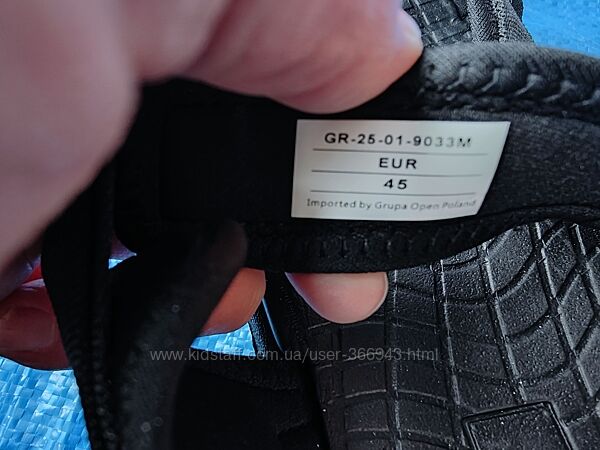 GR-25-01-9033M
EUR
45
Imported by Grupa Open Poland
www.kidstaff.com.ua/user-366943.html